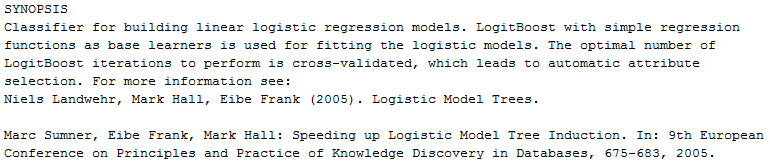 SYNOPSIS
Classifier for building linear logistic regression models. LogitBoost with simple regression
functions as base learners is used for fitting the logistic models. The optimal number of
LogitBoost iterations to perform is cross-validated, which leads to automatic attribute
selection. For more information see:
Niels Landwehr, Mark Hall, Eibe Frank (2005). Logistic Model Trees.

Marc Sumner, Eibe Frank, Mark Hall: Speeding up Logistic Model Tree Induction. In: 9th European
Conference on Principles and Practice of Knowledge Discovery in Databases, 675-683, 2005.